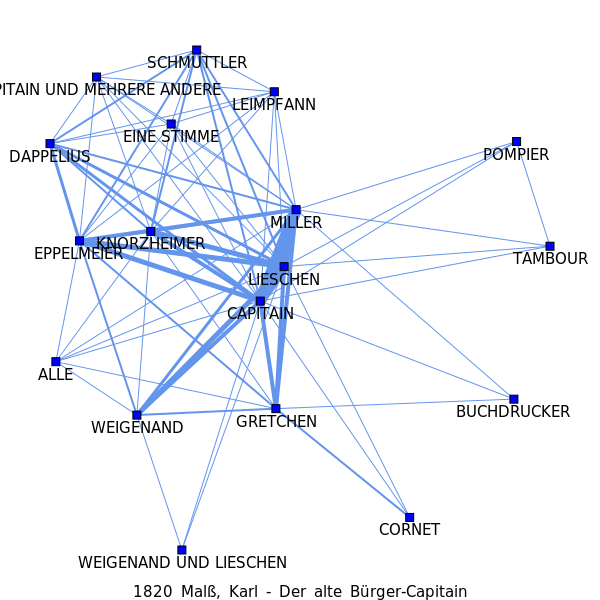 SCHMUTTLER
PITAIN UND MEHRERE ANDERE
LEIMPFANN
EINE STIMME
DAPPELIUS
POMPIER
MILLER
KNORZHEIMER
EPPELMEIER
TAMBOUR
LIESCHEN
CAPITAIN
ALLE
BUCHDRUCKER
GRETCHEN
WEIGENAND
CORNET
WEIGENAND UND LIESCHEN
1820 Malß, Karl - Der alte Bürger-Capitain